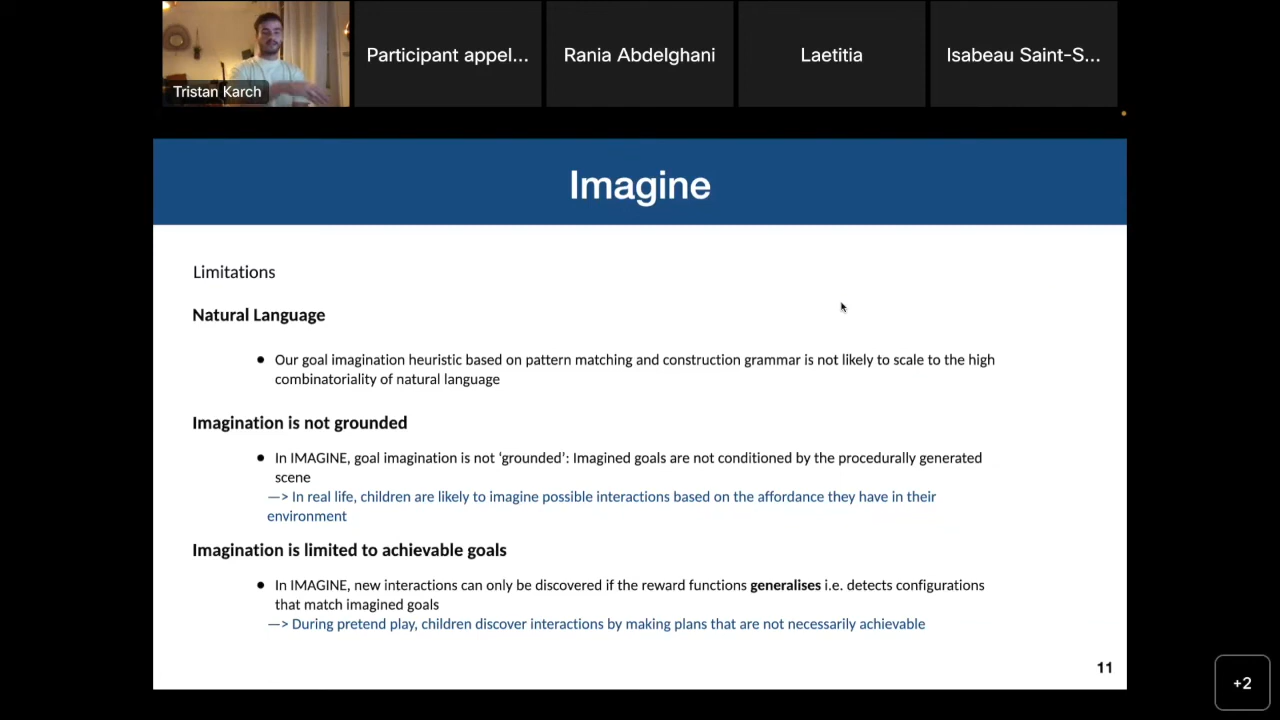 Participant appel...
Rania Abdelghani
Laetitia
Isabeau Saint-S...
Tristan Karch
Imagine
Limitations
Natural Language
● Our goal imagination heuristic based on pattern matching and construction grammar is not likely to scale to the high
combinatoriality of natural language
Imagination is not grounded
● In IMAGINE, goal imagination is not ‘grounded’: Imagined goals are not conditioned by the procedurally generated
scene
—> In real life, children are likely to imagine possible interactions based on the affordance they have in their
environment
Imagination is limited to achievable goals
● In IMAGINE, new interactions can only be discovered if the reward functions generalises i.e. detects configurations
that match imagined goals
—> During pretend play, children discover interactions by making plans that are not necessarily achievable
11
+2